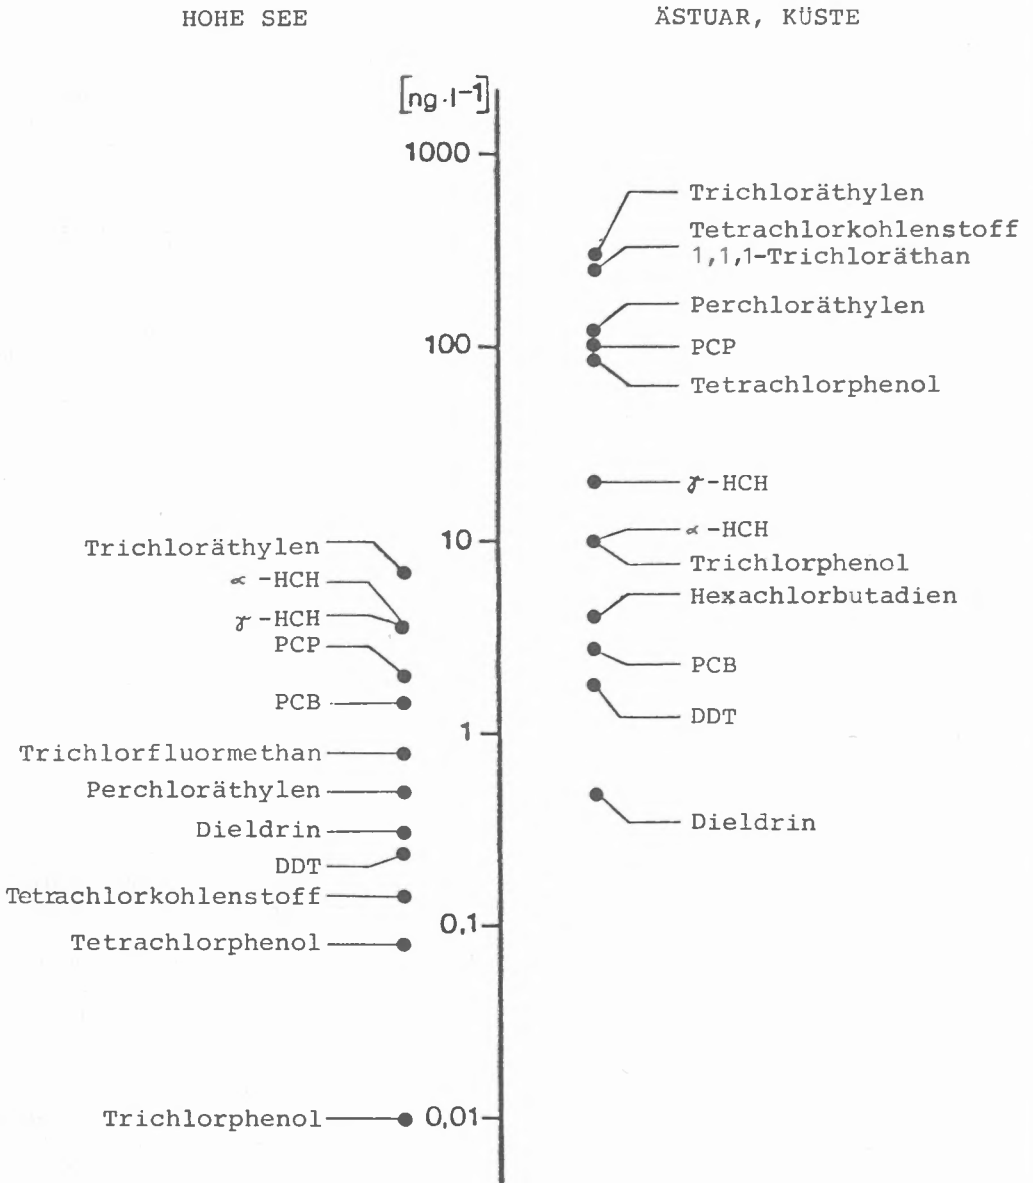 HOHE SEE
ÄSTUAR, KÜSTE
[ng·l⁻¹]
1000
100
10
1
0,1
0,01
Trichloräthylen
α-HCH
γ-HCH
PCP
PCB
Trichlorfluormethan
Perchloräthylen
Dieldrin
DDT
Tetrachlorkohlenstoff
Tetrachlorphenol
Trichlorphenol
Trichloräthylen
Tetrachlorkohlenstoff
1,1,1-Trichloräthan
Perchloräthylen
PCP
Tetrachlorphenol
γ-HCH
α-HCH
Trichlorphenol
Hexachlorbutadien
PCB
DDT
Dieldrin